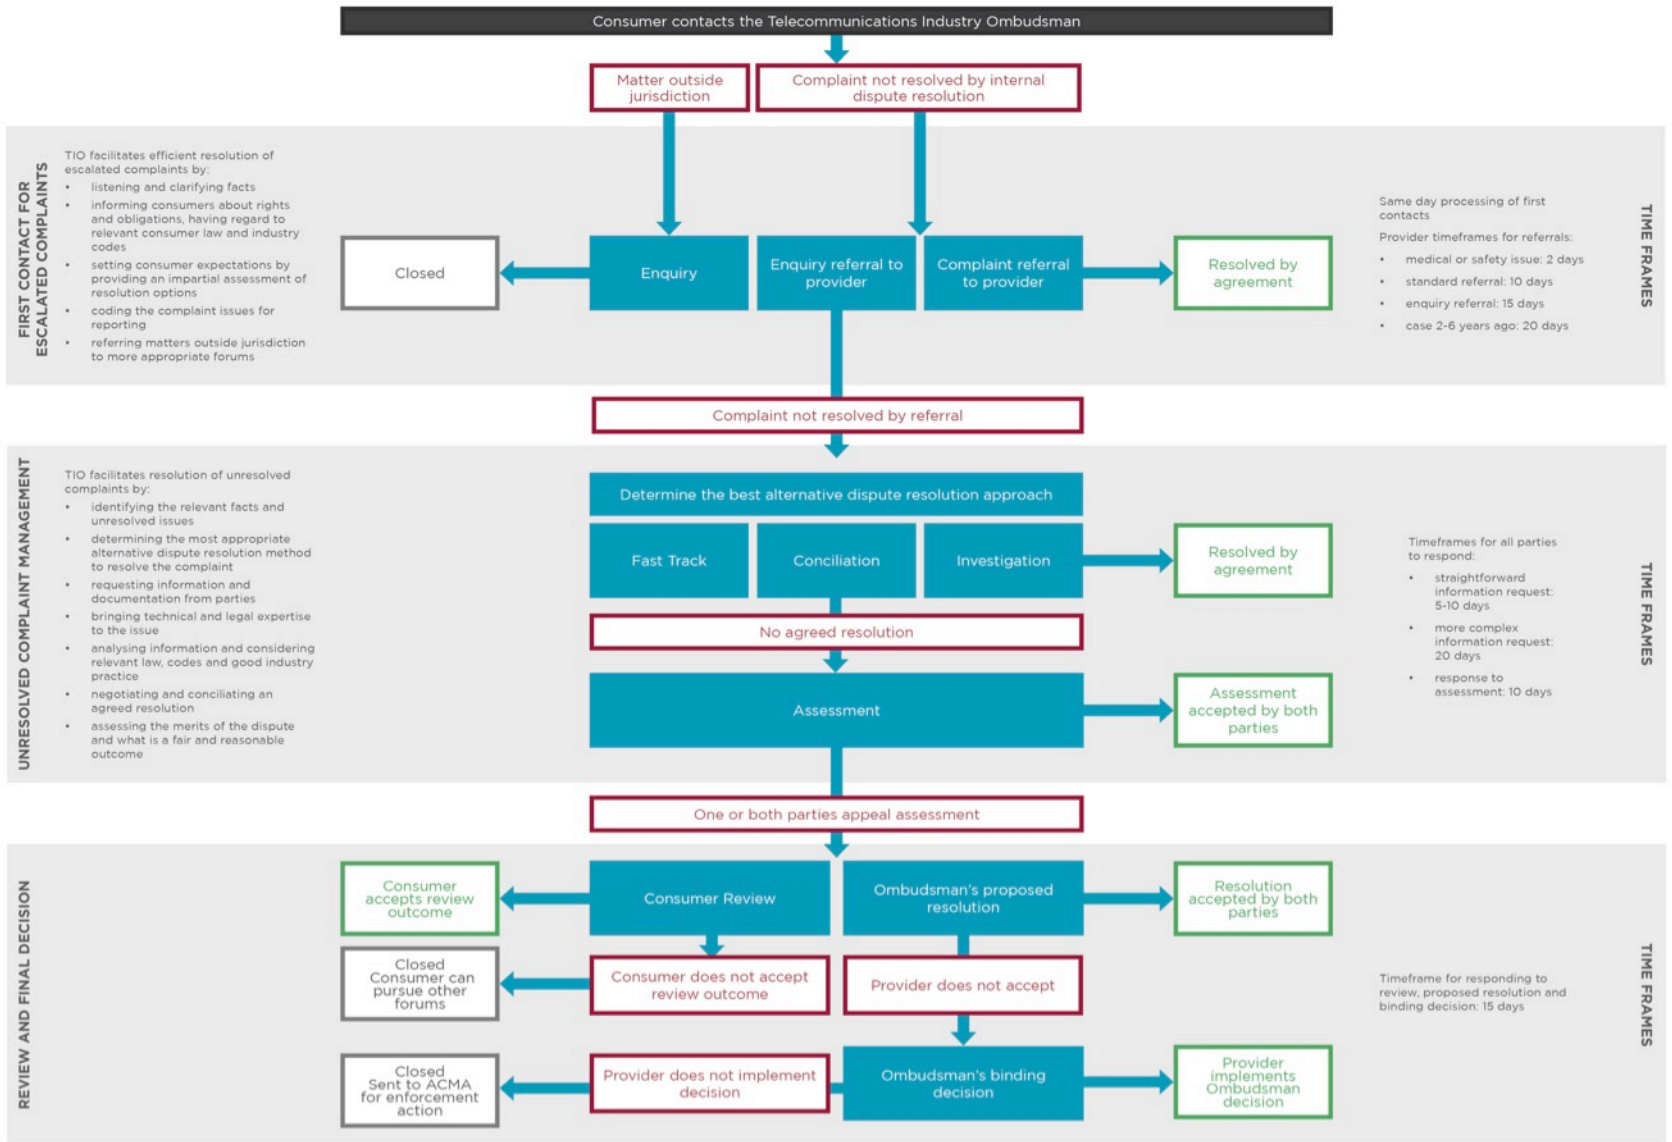 Consumer contacts the Telecommunications Industry Ombudsman
Matter outside
jurisdiction
Complaint not resolved by internal
dispute resolution
FIRST CONTACT FOR
ESCALATED COMPLAINTS
TIO facilitates efficient resolution of
escalated complaints by:
• listening and clarifying facts
• informing consumers about rights
and obligations, having regard to
relevant consumer law and industry
codes
• setting consumer expectations by
providing an impartial assessment of
resolution options
• coding the complaint issues for
reporting
• referring matters outside jurisdiction
to more appropriate forums
Closed
Enquiry
Enquiry referral to
provider
Complaint referral
to provider
Resolved by
agreement
Same day processing of first
contacts
Provider timeframes for referrals:
• medical or safety issue: 2 days
• standard referral: 10 days
• enquiry referral: 15 days
• case 2-6 years ago: 20 days
TIME FRAMES
Complaint not resolved by referral
UNRESOLVED COMPLAINT MANAGEMENT
TIO facilitates resolution of unresolved
complaints by:
• identifying the relevant facts and
unresolved issues
• determining the most appropriate
alternative dispute resolution method
to resolve the complaint
• requesting information and
documentation from parties
• bringing technical and legal expertise
to the issue
• analysing information and considering
relevant law, codes and good industry
practice
• negotiating and conciliating an
agreed resolution
• assessing the merits of the dispute
and what is a fair and reasonable
outcome
Determine the best alternative dispute resolution approach
Fast Track
Conciliation
Investigation
Resolved by
agreement
No agreed resolution
Assessment
Assessment
accepted by both
parties
Timeframes for all parties
to respond:
• straightforward
information request:
5-10 days
• more complex
information request:
20 days
• response to
assessment: 10 days
TIME FRAMES
One or both parties appeal assessment
REVIEW AND FINAL DECISION
Consumer
accepts review
outcome
Consumer Review
Ombudsman's proposed
resolution
Resolution
accepted by both
parties
Closed
Consumer can
pursue other
forums
Consumer does not accept
review outcome
Provider does not accept
Timeframe for responding to
review, proposed resolution and
binding decision: 15 days
TIME FRAMES
Closed
Sent to ACMA
for enforcement
action
Provider does not implement
decision
Ombudsman's binding
decision
Provider
implements
Ombudsman
decision